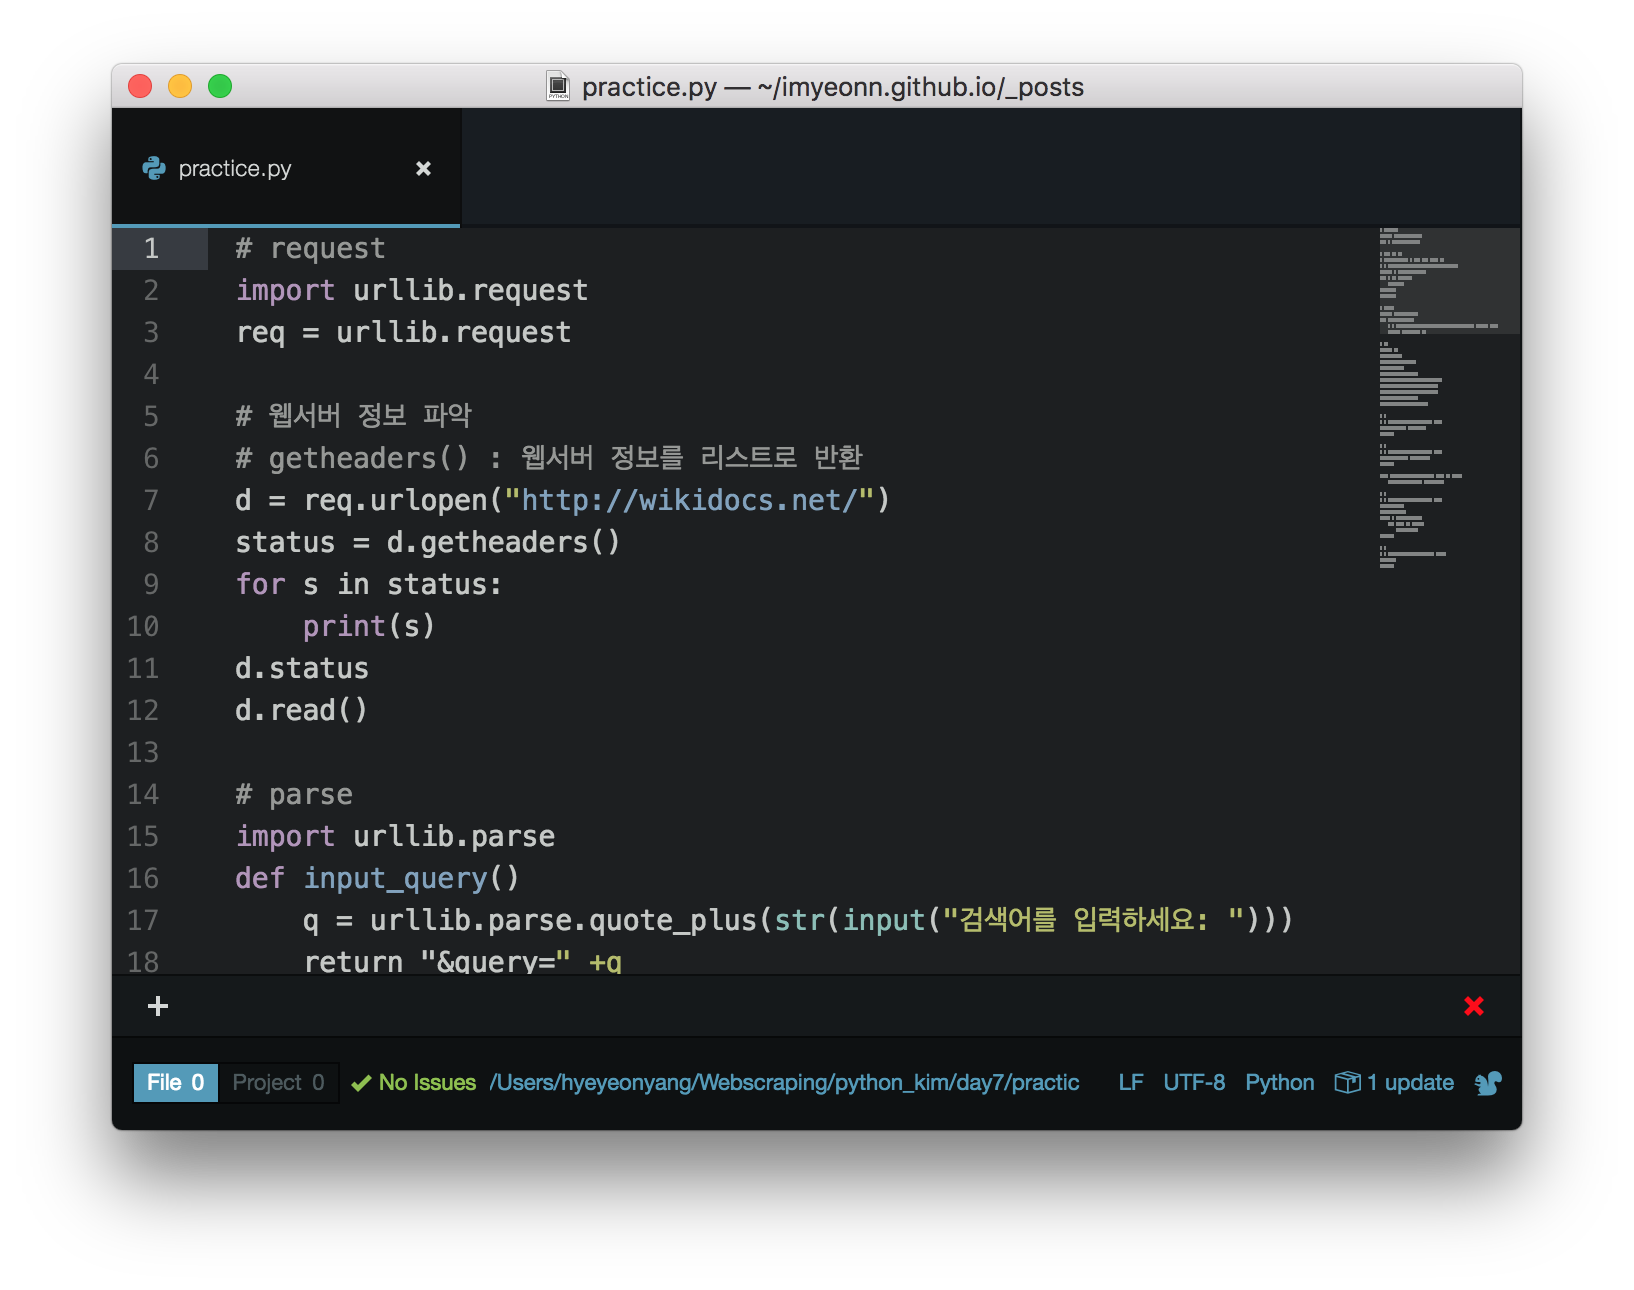 practice.py — ~/imyeonn.github.io/_posts
practice.py
1 # request
2 import urllib.request
3 req = urllib.request
4
5 # 웹서버 정보 파악
6 # getheaders() : 웹서버 정보를 리스트로 반환
7 d = req.urlopen("http://wikidocs.net/")
8 status = d.getheaders()
9 for s in status:
10     print(s)
11 d.status
12 d.read()
13
14 # parse
15 import urllib.parse
16 def input_query()
17     q = urllib.parse.quote_plus(str(input("검색어를 입력하세요: ")))
18     return "&query=" +q
File 0 Project 0 No Issues /Users/hyeyeonyang/Webscraping/python_kim/day7/practic LF UTF-8 Python 1 update